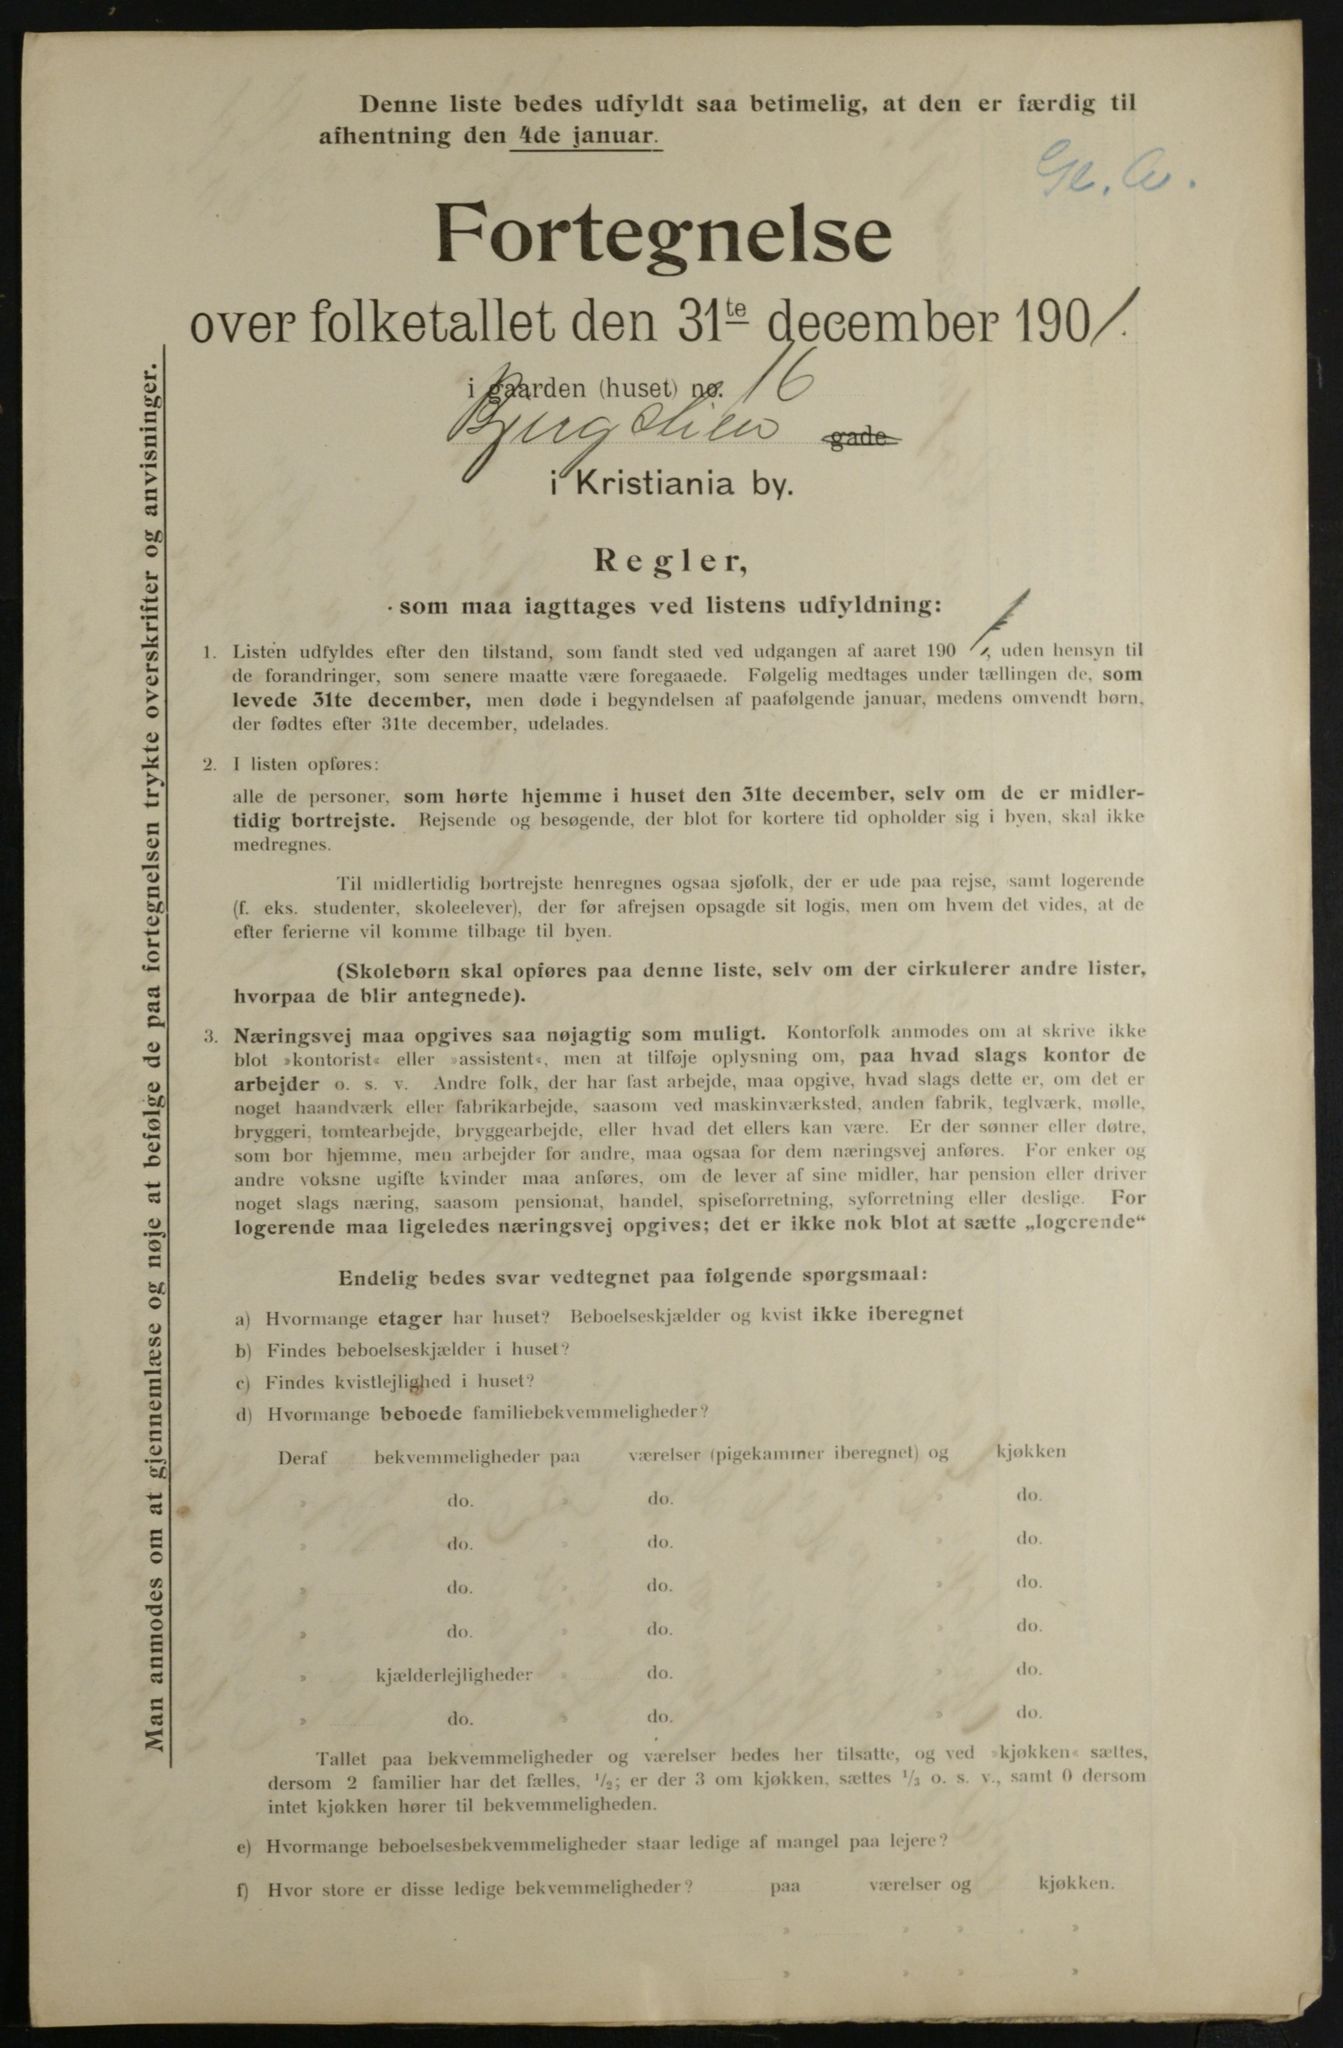 Denne liste bedes udfyldt saa betimelig, at den er færdig til
afhentning den 4de januar.
Fortegnelse
over folketallet den 31te december 1901.
i gaarden (huset) no. 16
gade
i Kristiania by.
Regler,
som maa iagttages ved listens udfyldning:
1. Listen udfyldes efter den tilstand, som fandt sted ved udgangen af aaret 1901, uden hensyn til
de forandringer, som senere maatte være foregaaede. Følgelig medtages under tællingen de, som
levede 31te december, men døde i begyndelsen af paafølgende januar, medens omvendt børn,
der fødtes efter 31te december, udelades.
2. I listen opføres:
alle de personer, som hørte hjemme i huset den 31te december, selv om de er midler-
tidig bortrejste. Rejsende og besøgende, der blot for kortere tid opholder sig i byen, skal ikke
medregnes.
Til midlertidig bortrejste henregnes ogsaa sjøfolk, der er ude paa rejse, samt logerende
(f. eks. studenter, skoleelever), der før afrejsen opsagde sit logis, men om hvem det vides, at de
efter ferierne vil komme tilbage til byen.
(Skolebørn skal opføres paa denne liste, selv om der cirkulerer andre lister,
hvorpaa de blir antegnede).
3. Næringsvej maa opgives saa nøjagtig som muligt. Kontorfolk anmodes om at skrive ikke
blot »kontorist« eller »assistent«, men at tilføje oplysning om, paa hvad slags kontor de
arbejder o. s. v. Andre folk, der har fast arbejde, maa opgive, hvad slags dette er, om det er
noget haandværk eller fabrikarbejde, saasom ved maskinværksted, anden fabrik, teglværk, mølle,
bryggeri, tomtearbejde, bryggearbejde, eller hvad det ellers kan være. Er der sønner eller døtre,
som bor hjemme, men arbejder for andre, maa ogsaa for dem næringsvej anføres. For enker og
andre voksne ugifte kvinder maa anføres, om de lever af sine midler, har pension eller driver
noget slags næring, saasom pensionat, handel, spiseforretning, syforretning eller deslige. For
logerende maa ligeledes næringsvej opgives; det er ikke nok blot at sætte „logerende“
Endelig bedes svar vedtegnet paa følgende spørgsmaal:
a) Hvormange etager har huset? Beboelseskjælder og kvist ikke iberegnet
b) Findes beboelseskjælder i huset?
c) Findes kvistlejlighed i huset?
d) Hvormange beboede familiebekvemmeligheder?
Deraf bekvemmeligheder paa værelser (pigekammer iberegnet) og kjøkken
» do. » do. » do.
» do. » do. » do.
» do. » do. » do.
» do. » do. » do.
» kjælderlejligheder » do. » do.
» do. » do. » do.
Tallet paa bekvemmeligheder og værelser bedes her tilsatte, og ved »kjøkken« sættes,
dersom 2 familier har det fælles, 1/2; er der 3 om kjøkken, sættes 1/3 o. s. v., samt 0 dersom
intet kjøkken hører til bekvemmeligheden.
e) Hvormange beboelsesbekvemmeligheder staar ledige af mangel paa lejere?
f) Hvor store er disse ledige bekvemmeligheder? paa værelser og kjøkken.
» » » »
» » » »
Man anmodes om at gjennemlæse og nøje at befølge de paa fortegnelsen trykte overskrifter og anvisninger.